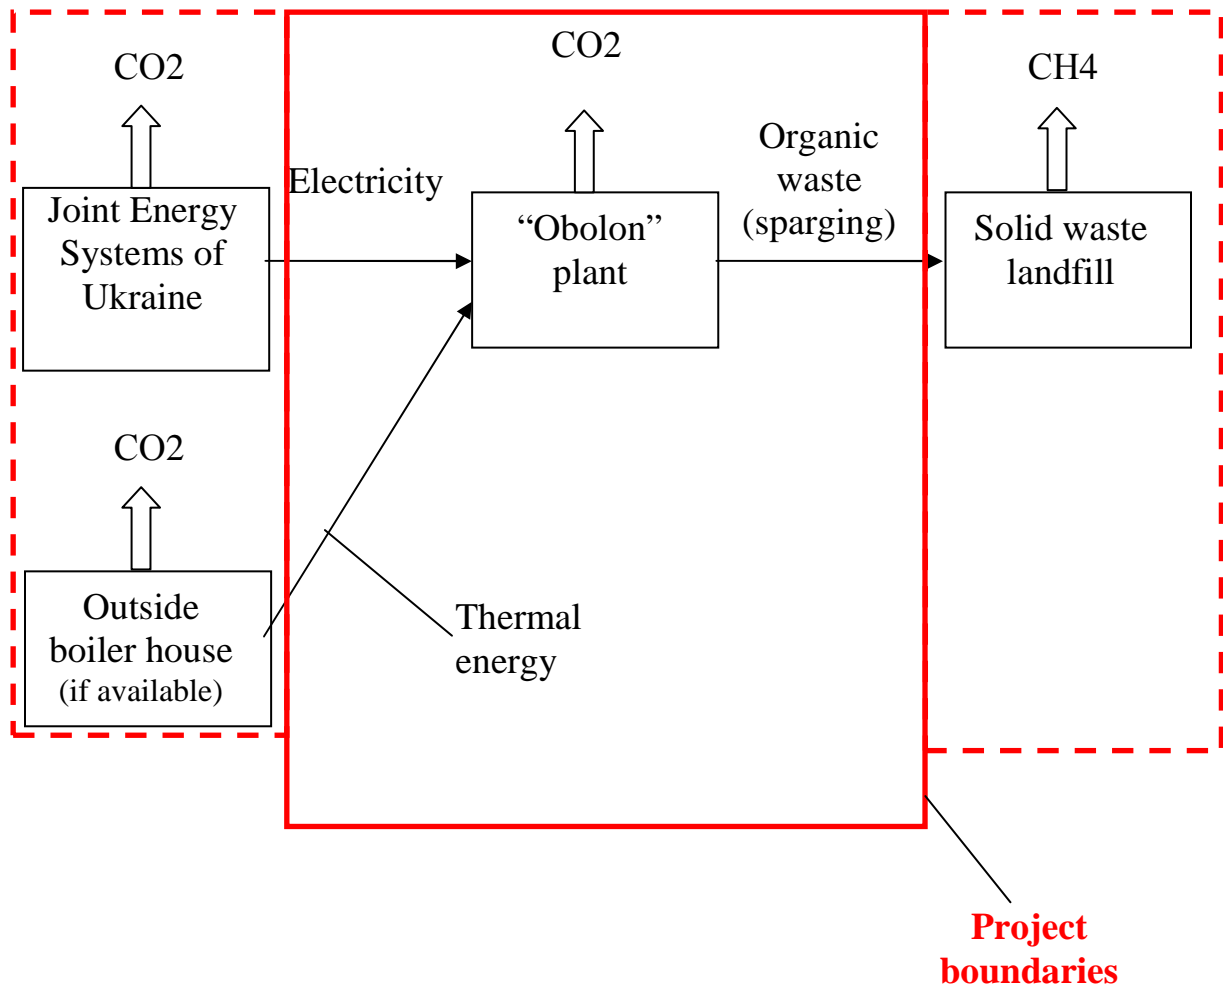 CO2
CO2
CH4
Organic
waste
(sparging)
Electricity
Joint Energy
Systems of
Ukraine
“Obolon”
plant
Solid waste
landfill
CO2
Outside
boiler house
(if available)
Thermal
energy
Project
boundaries